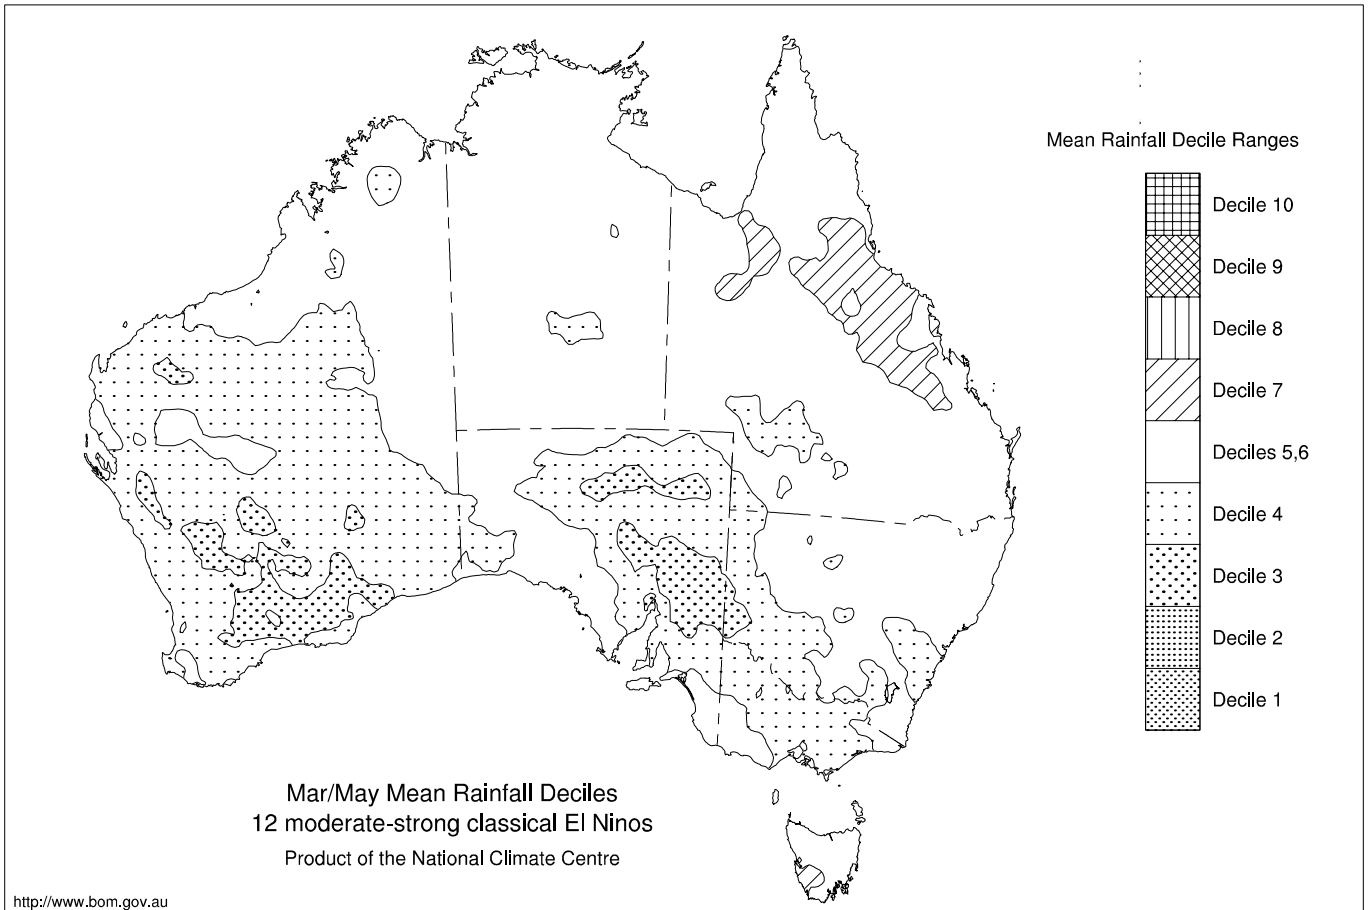 Mean Rainfall Decile Ranges
Decile 10
Decile 9
Decile 8
Decile 7
Deciles 5,6
Decile 4
Decile 3
Decile 2
Decile 1
Mar/May Mean Rainfall Deciles
12 moderate-strong classical El Ninos
Product of the National Climate Centre
http://www.bom.gov.au